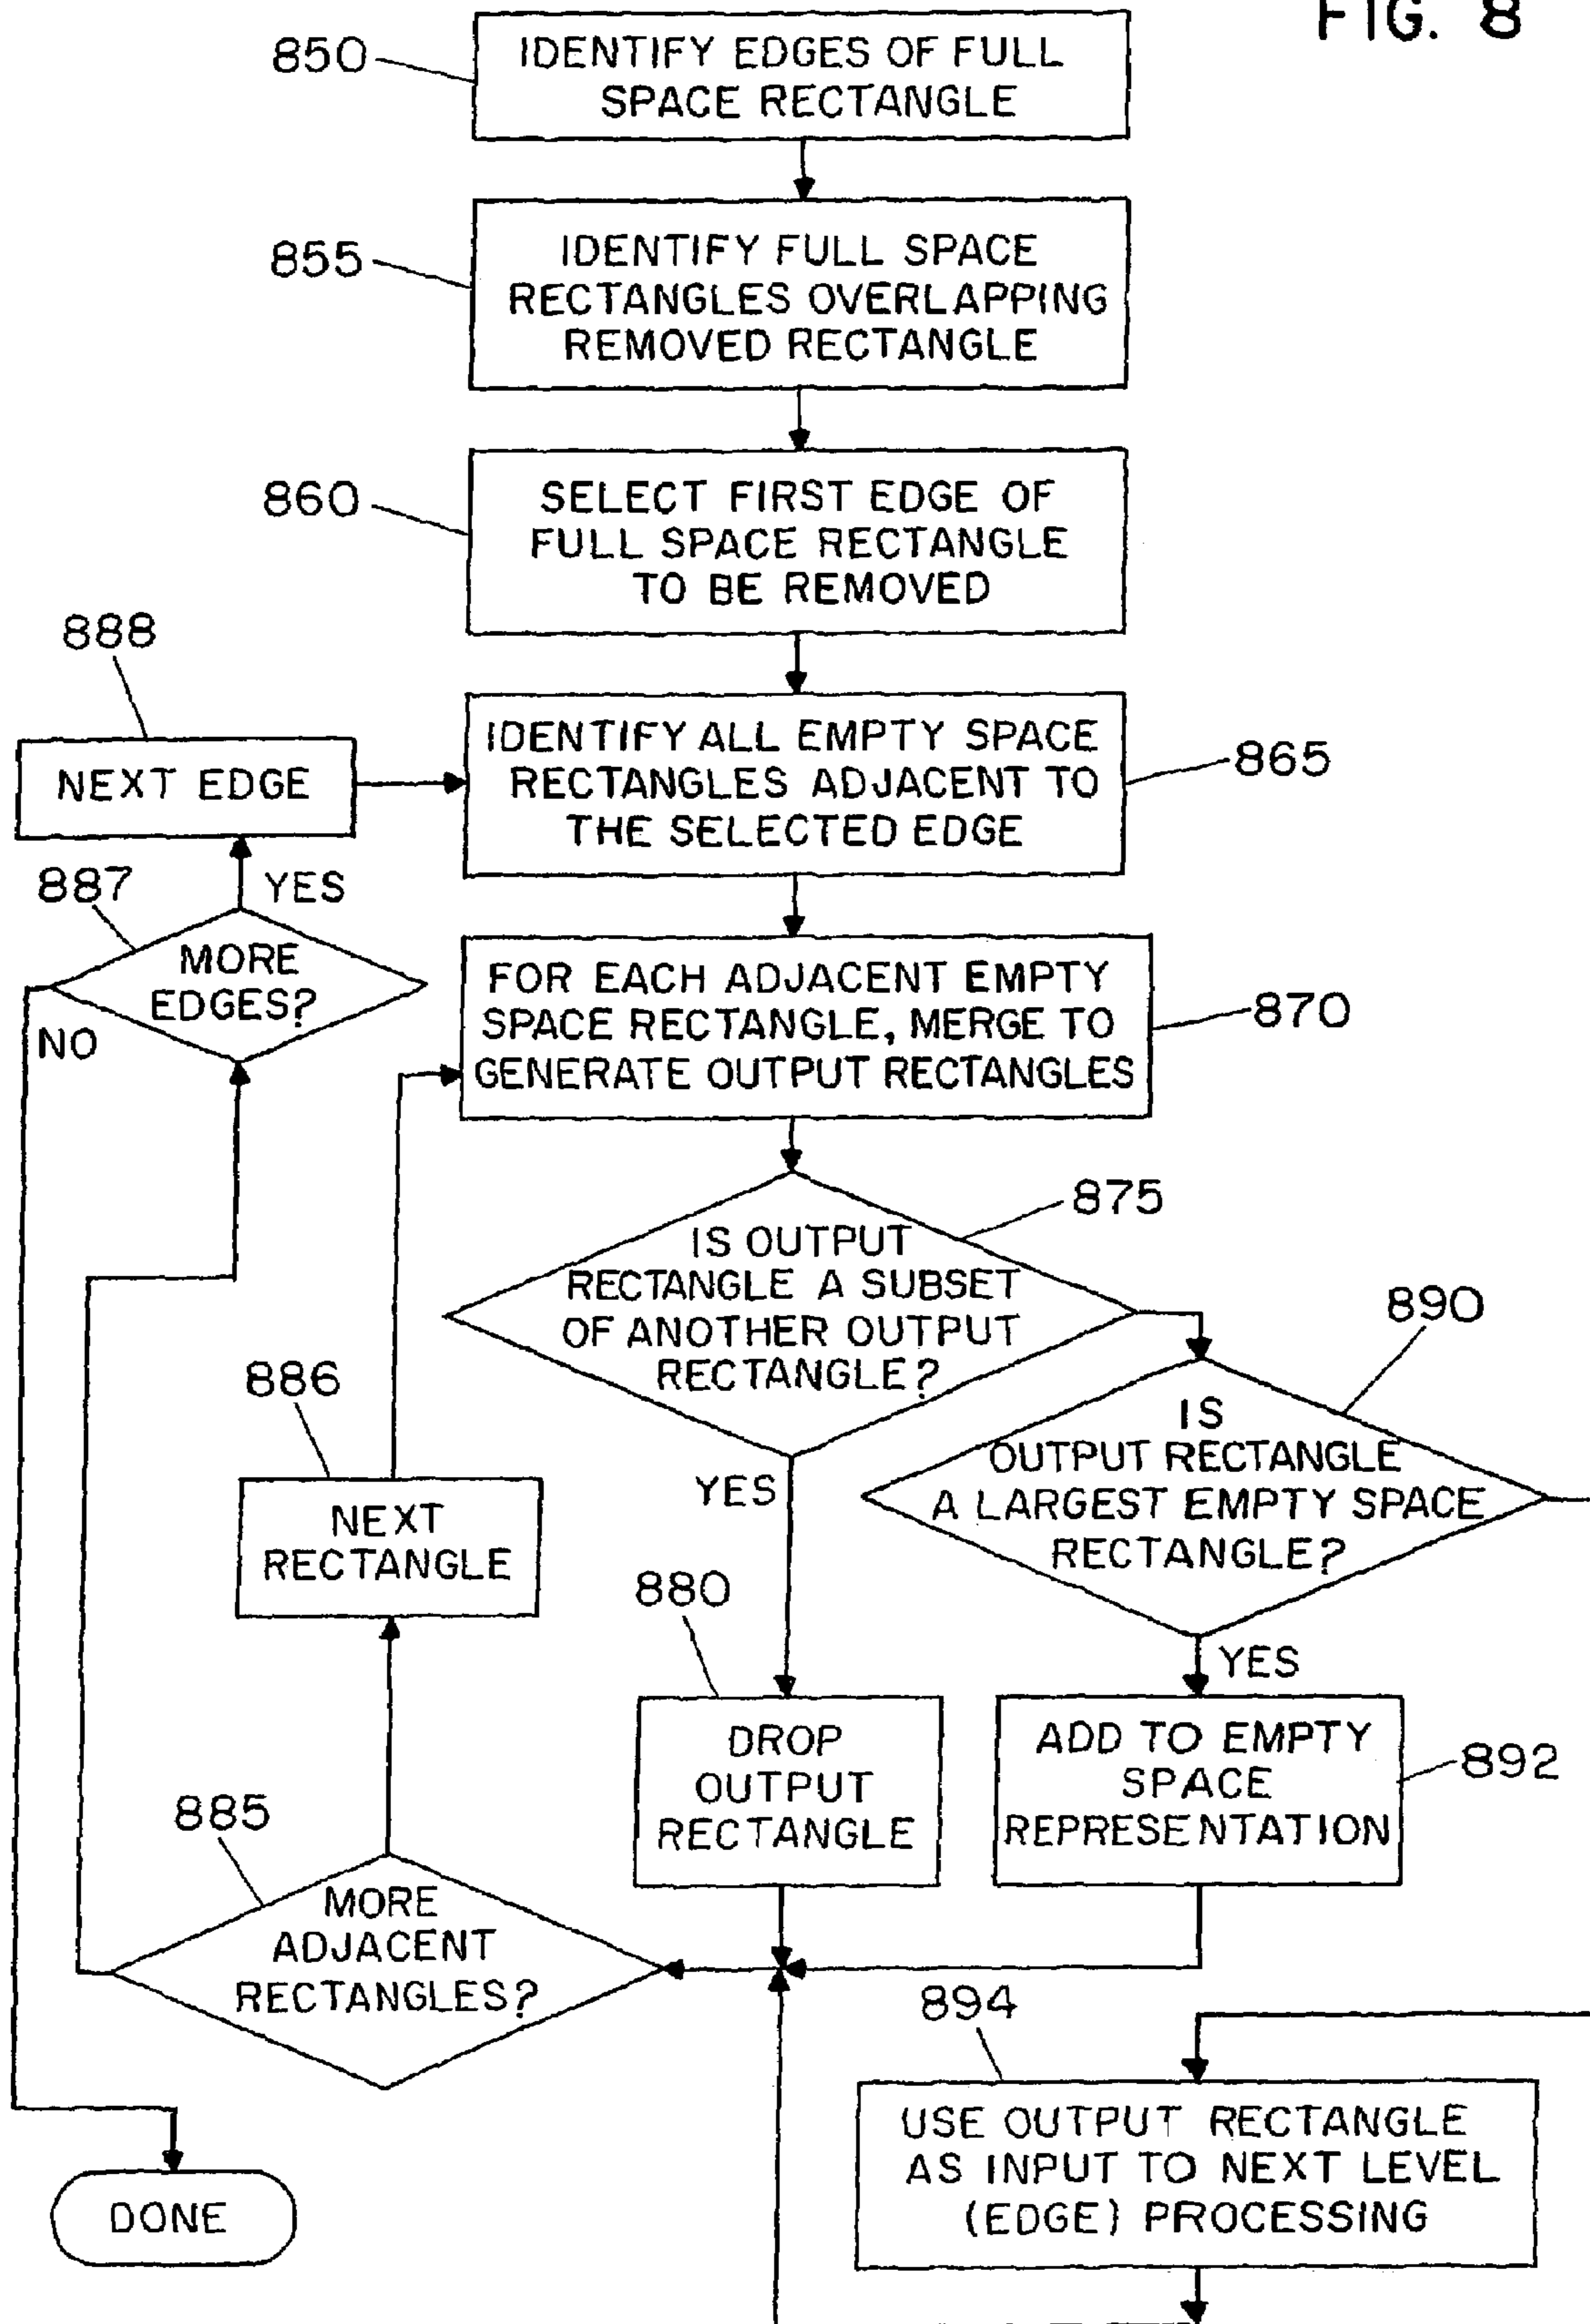 FIG. 8
850
IDENTIFY EDGES OF FULL
SPACE RECTANGLE
855
IDENTIFY FULL SPACE
RECTANGLES OVERLAPPING
REMOVED RECTANGLE
860
SELECT FIRST EDGE OF
FULL SPACE RECTANGLE
TO BE REMOVED
888
NEXT EDGE
IDENTIFY ALL EMPTY SPACE
RECTANGLES ADJACENT TO
THE SELECTED EDGE
865
887
YES
MORE
EDGES?
NO
FOR EACH ADJACENT EMPTY
SPACE RECTANGLE, MERGE TO
GENERATE OUTPUT RECTANGLES
870
875
IS OUTPUT
RECTANGLE A SUBSET
OF ANOTHER OUTPUT
RECTANGLE?
890
886
NEXT
RECTANGLE
YES
IS
OUTPUT RECTANGLE
A LARGEST EMPTY SPACE
RECTANGLE?
880
YES
DROP
OUTPUT
RECTANGLE
ADD TO EMPTY
SPACE
REPRESENTATION
892
885
MORE
ADJACENT
RECTANGLES?
894
USE OUTPUT RECTANGLE
AS INPUT TO NEXT LEVEL
(EDGE) PROCESSING
DONE